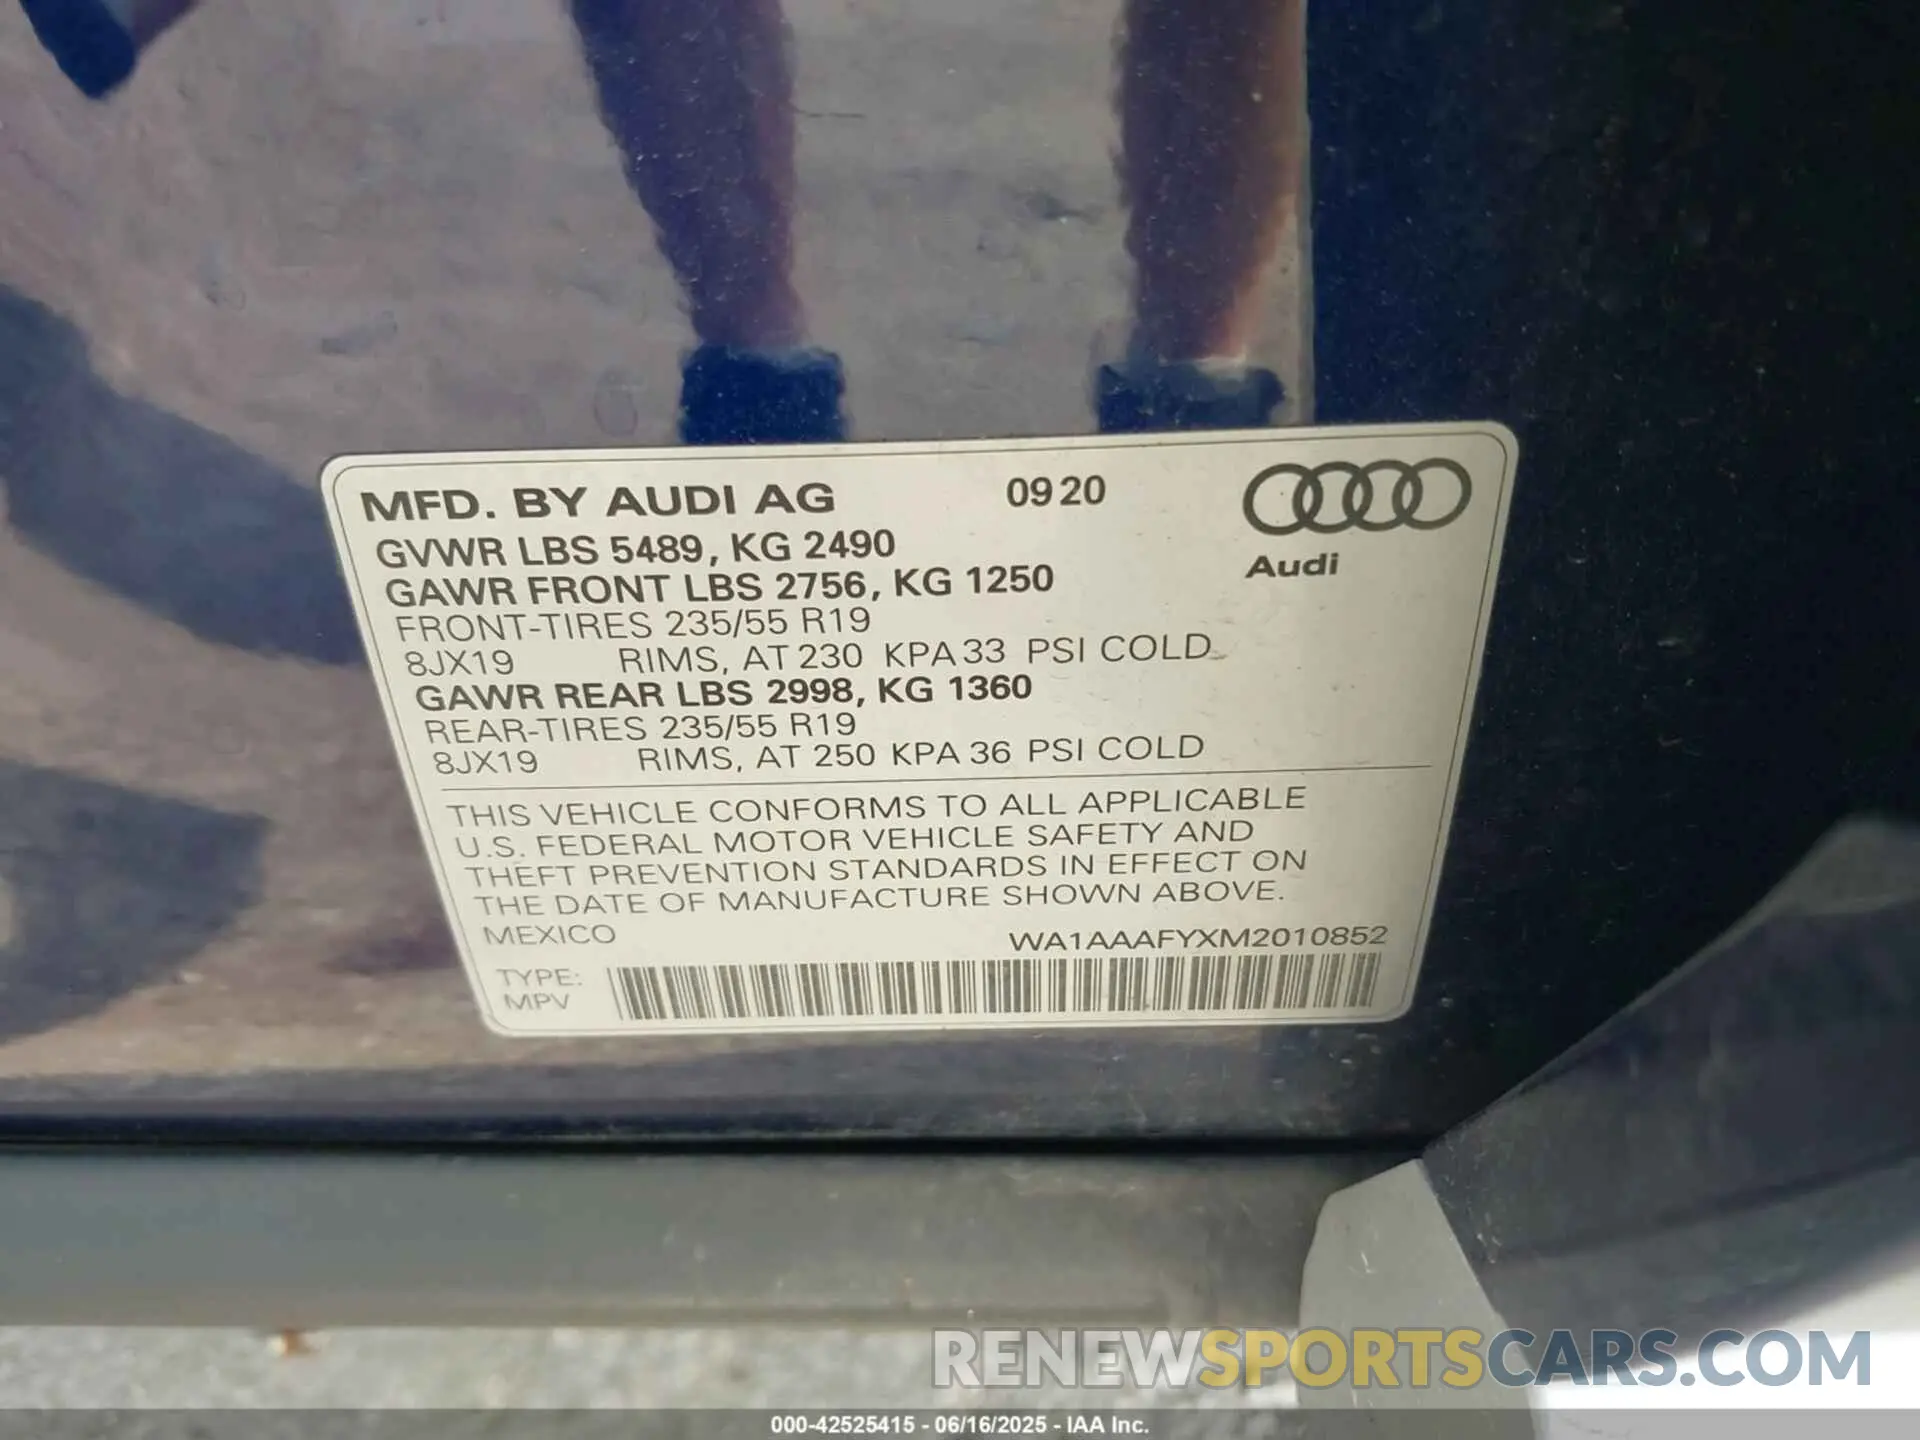 MFD. BY AUDI AG 0920
GVWR LBS 5489, KG 2490
GAWR FRONT LBS 2756, KG 1250
Audi
FRONT-TIRES 235/55 R19
8JX19 RIMS, AT 230 KPA 33 PSI COLD
GAWR REAR LBS 2998, KG 1360
REAR-TIRES 235/55 R19
8JX19 RIMS, AT 250 KPA 36 PSI COLD
THIS VEHICLE CONFORMS TO ALL APPLICABLE
U.S. FEDERAL MOTOR VEHICLE SAFETY AND
THEFT PREVENTION STANDARDS IN EFFECT ON
THE DATE OF MANUFACTURE SHOWN ABOVE.
MEXICO WA1AAAFYXM2010852
TYPE:
MPV
RENEWSPORTSCARS.COM
000-42525415 - 06/16/2025 - IAA Inc.